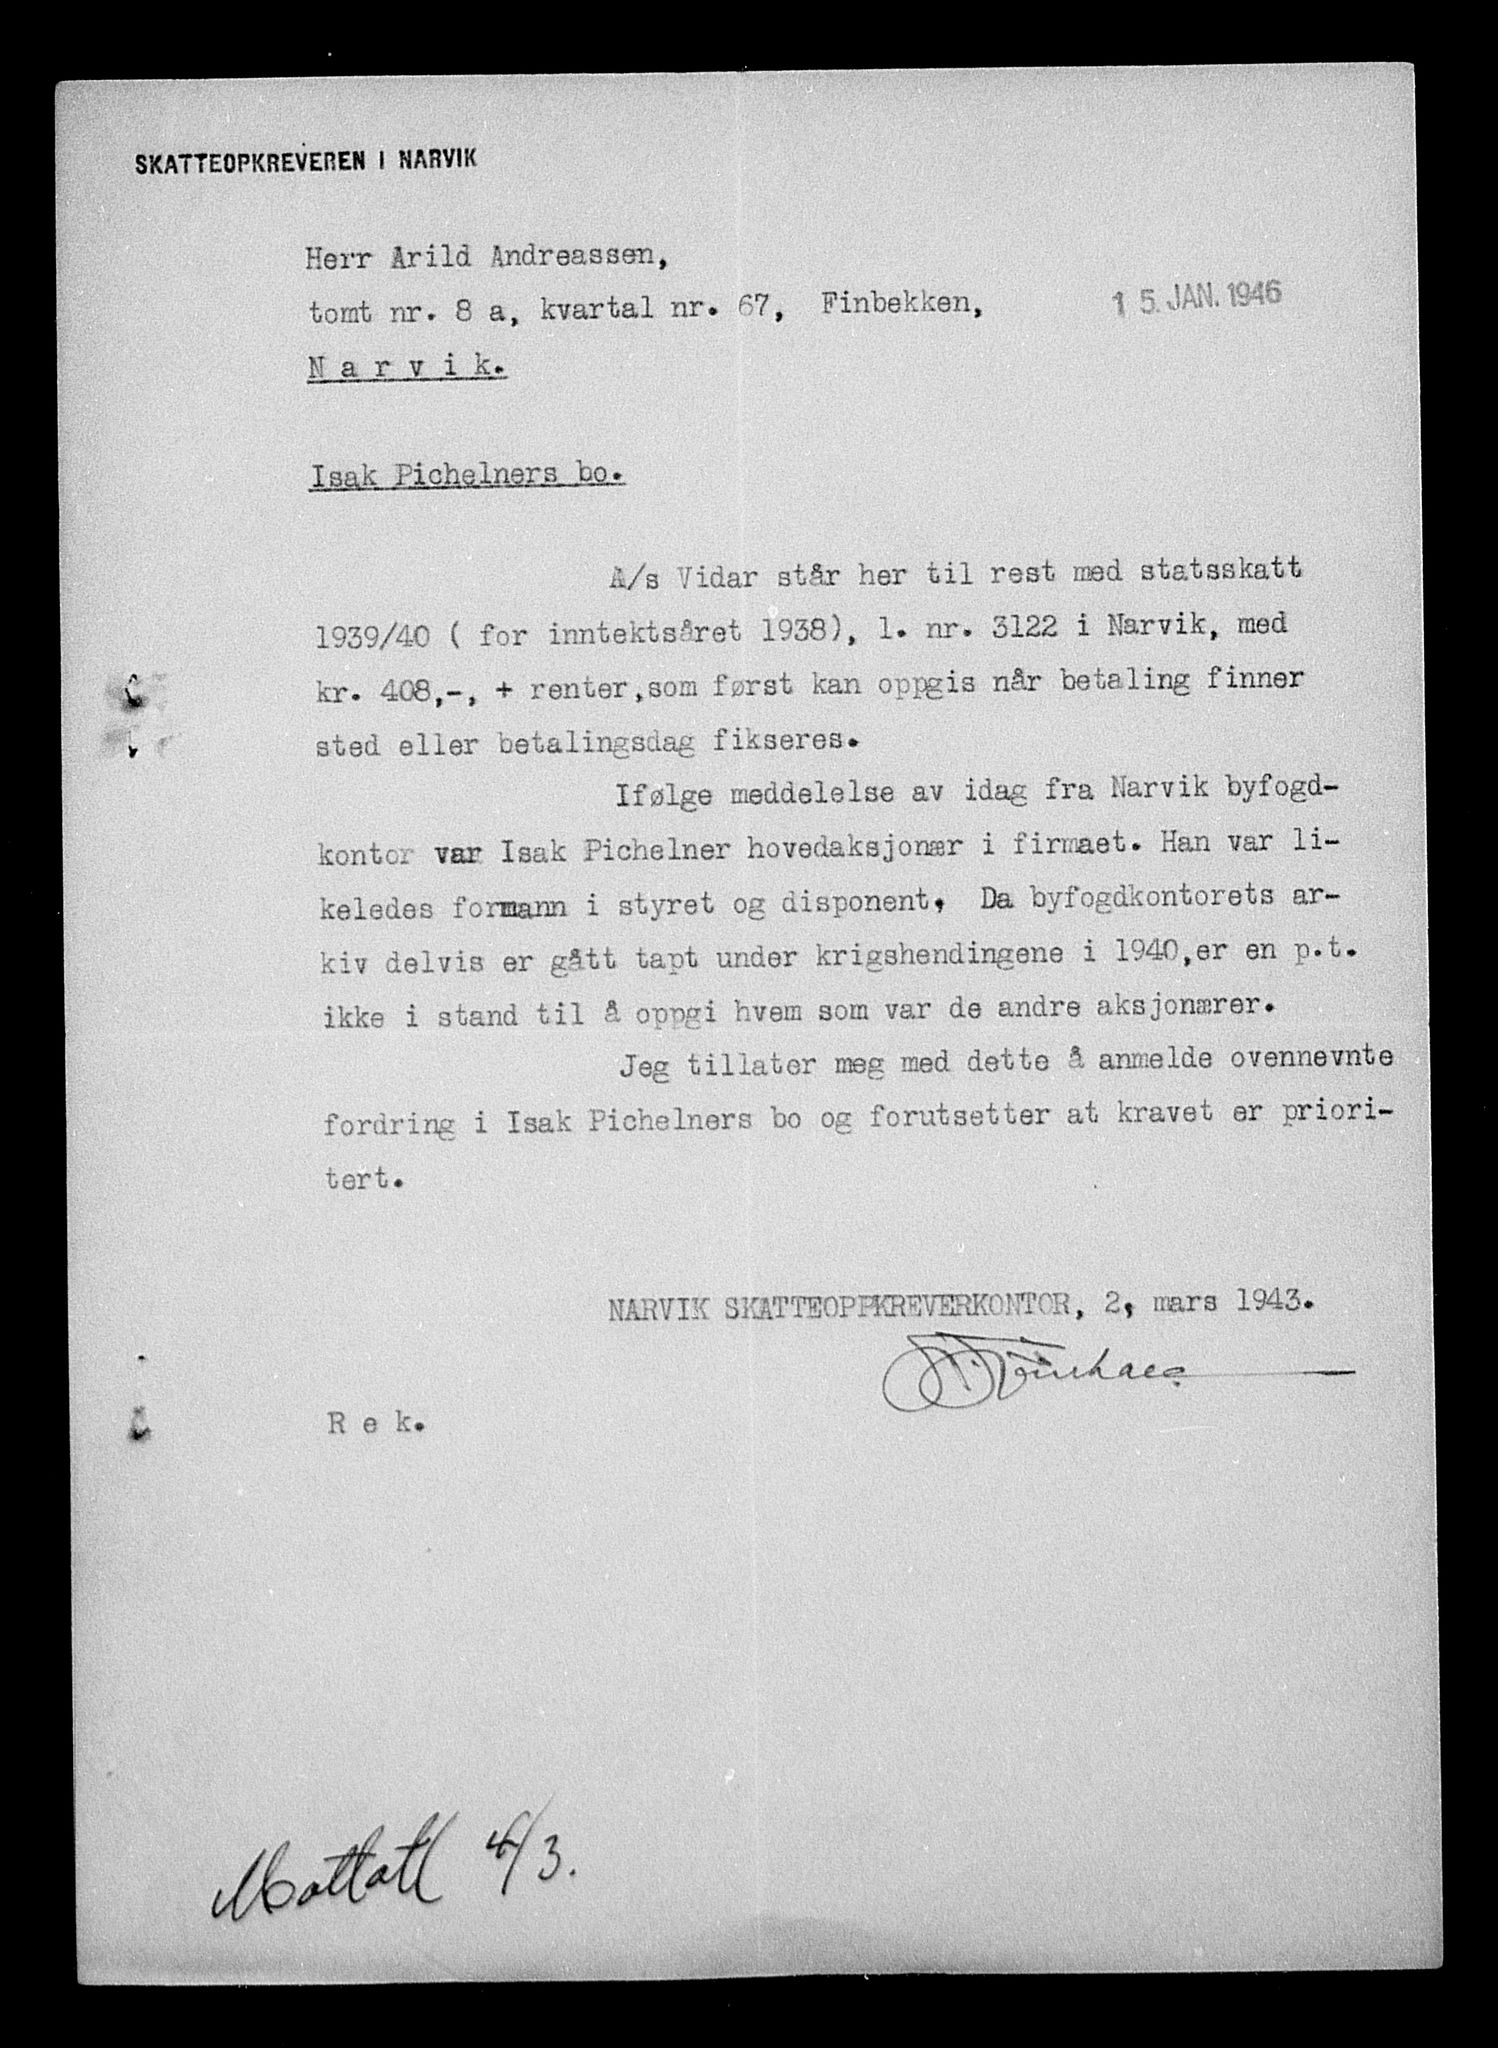 SKATTEOPKREVEREN I NARVIK
Herr Arild Andreassen,
tomt nr. 8 a, kvartal nr. 67, Finbekken,
15. JAN. 1946
N a r v i k.
Isak Pichelners bo.
A/s Vidar står her til rest med statsskatt
1939/40 ( for inntektsåret 1938), l. nr. 3122 i Narvik, med
kr. 408,-, + renter,som først kan oppgis når betaling finner
sted eller betalingsdag fikseres.
Ifølge meddelelse av idag fra Narvik byfogd-
kontor var Isak Pichelner hovedaksjonær i firmaet. Han var li-
keledes formann i styret og disponent. Da byfogdkontorets ar-
kiv delvis er gått tapt under krigshendingene i 1940,er en p.t.
ikke i stand til å oppgi hvem som var de andre aksjonærer.
Jeg tillater meg med dette å anmelde ovennevnte
fordring i Isak Pichelners bo og forutsetter at kravet er priori-
tert.
NARVIK SKATTEOPPKREVERKONTOR, 2, mars 1943.
R e k.
Mottatt 4/3.